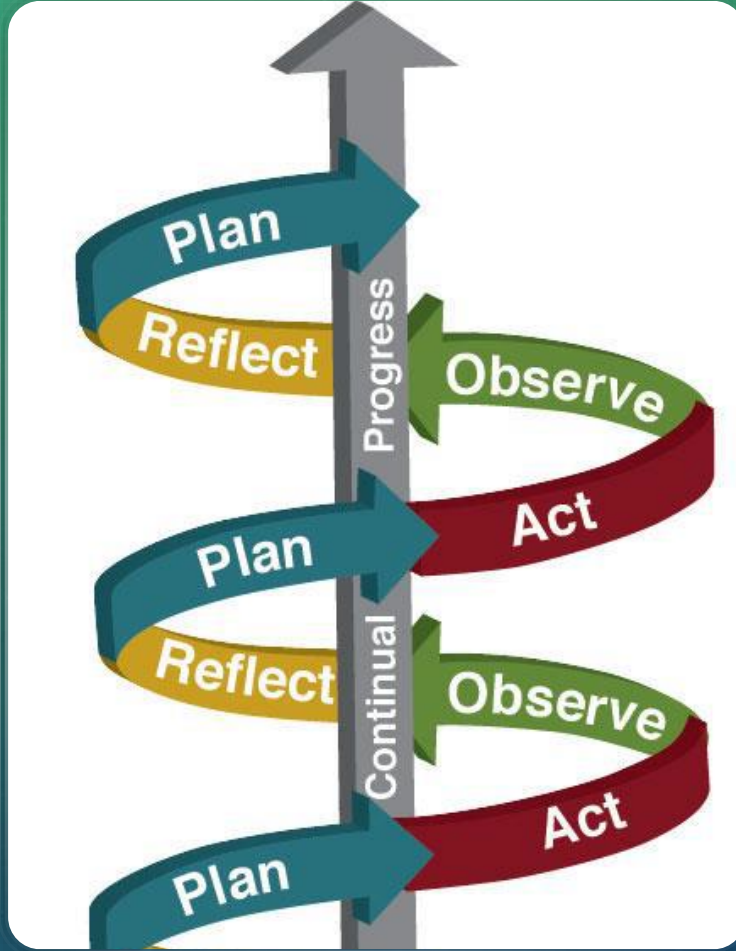 Plan
Progress
Reflect
Observe
Act
Plan
Continual
Reflect
Observe
Act
Plan